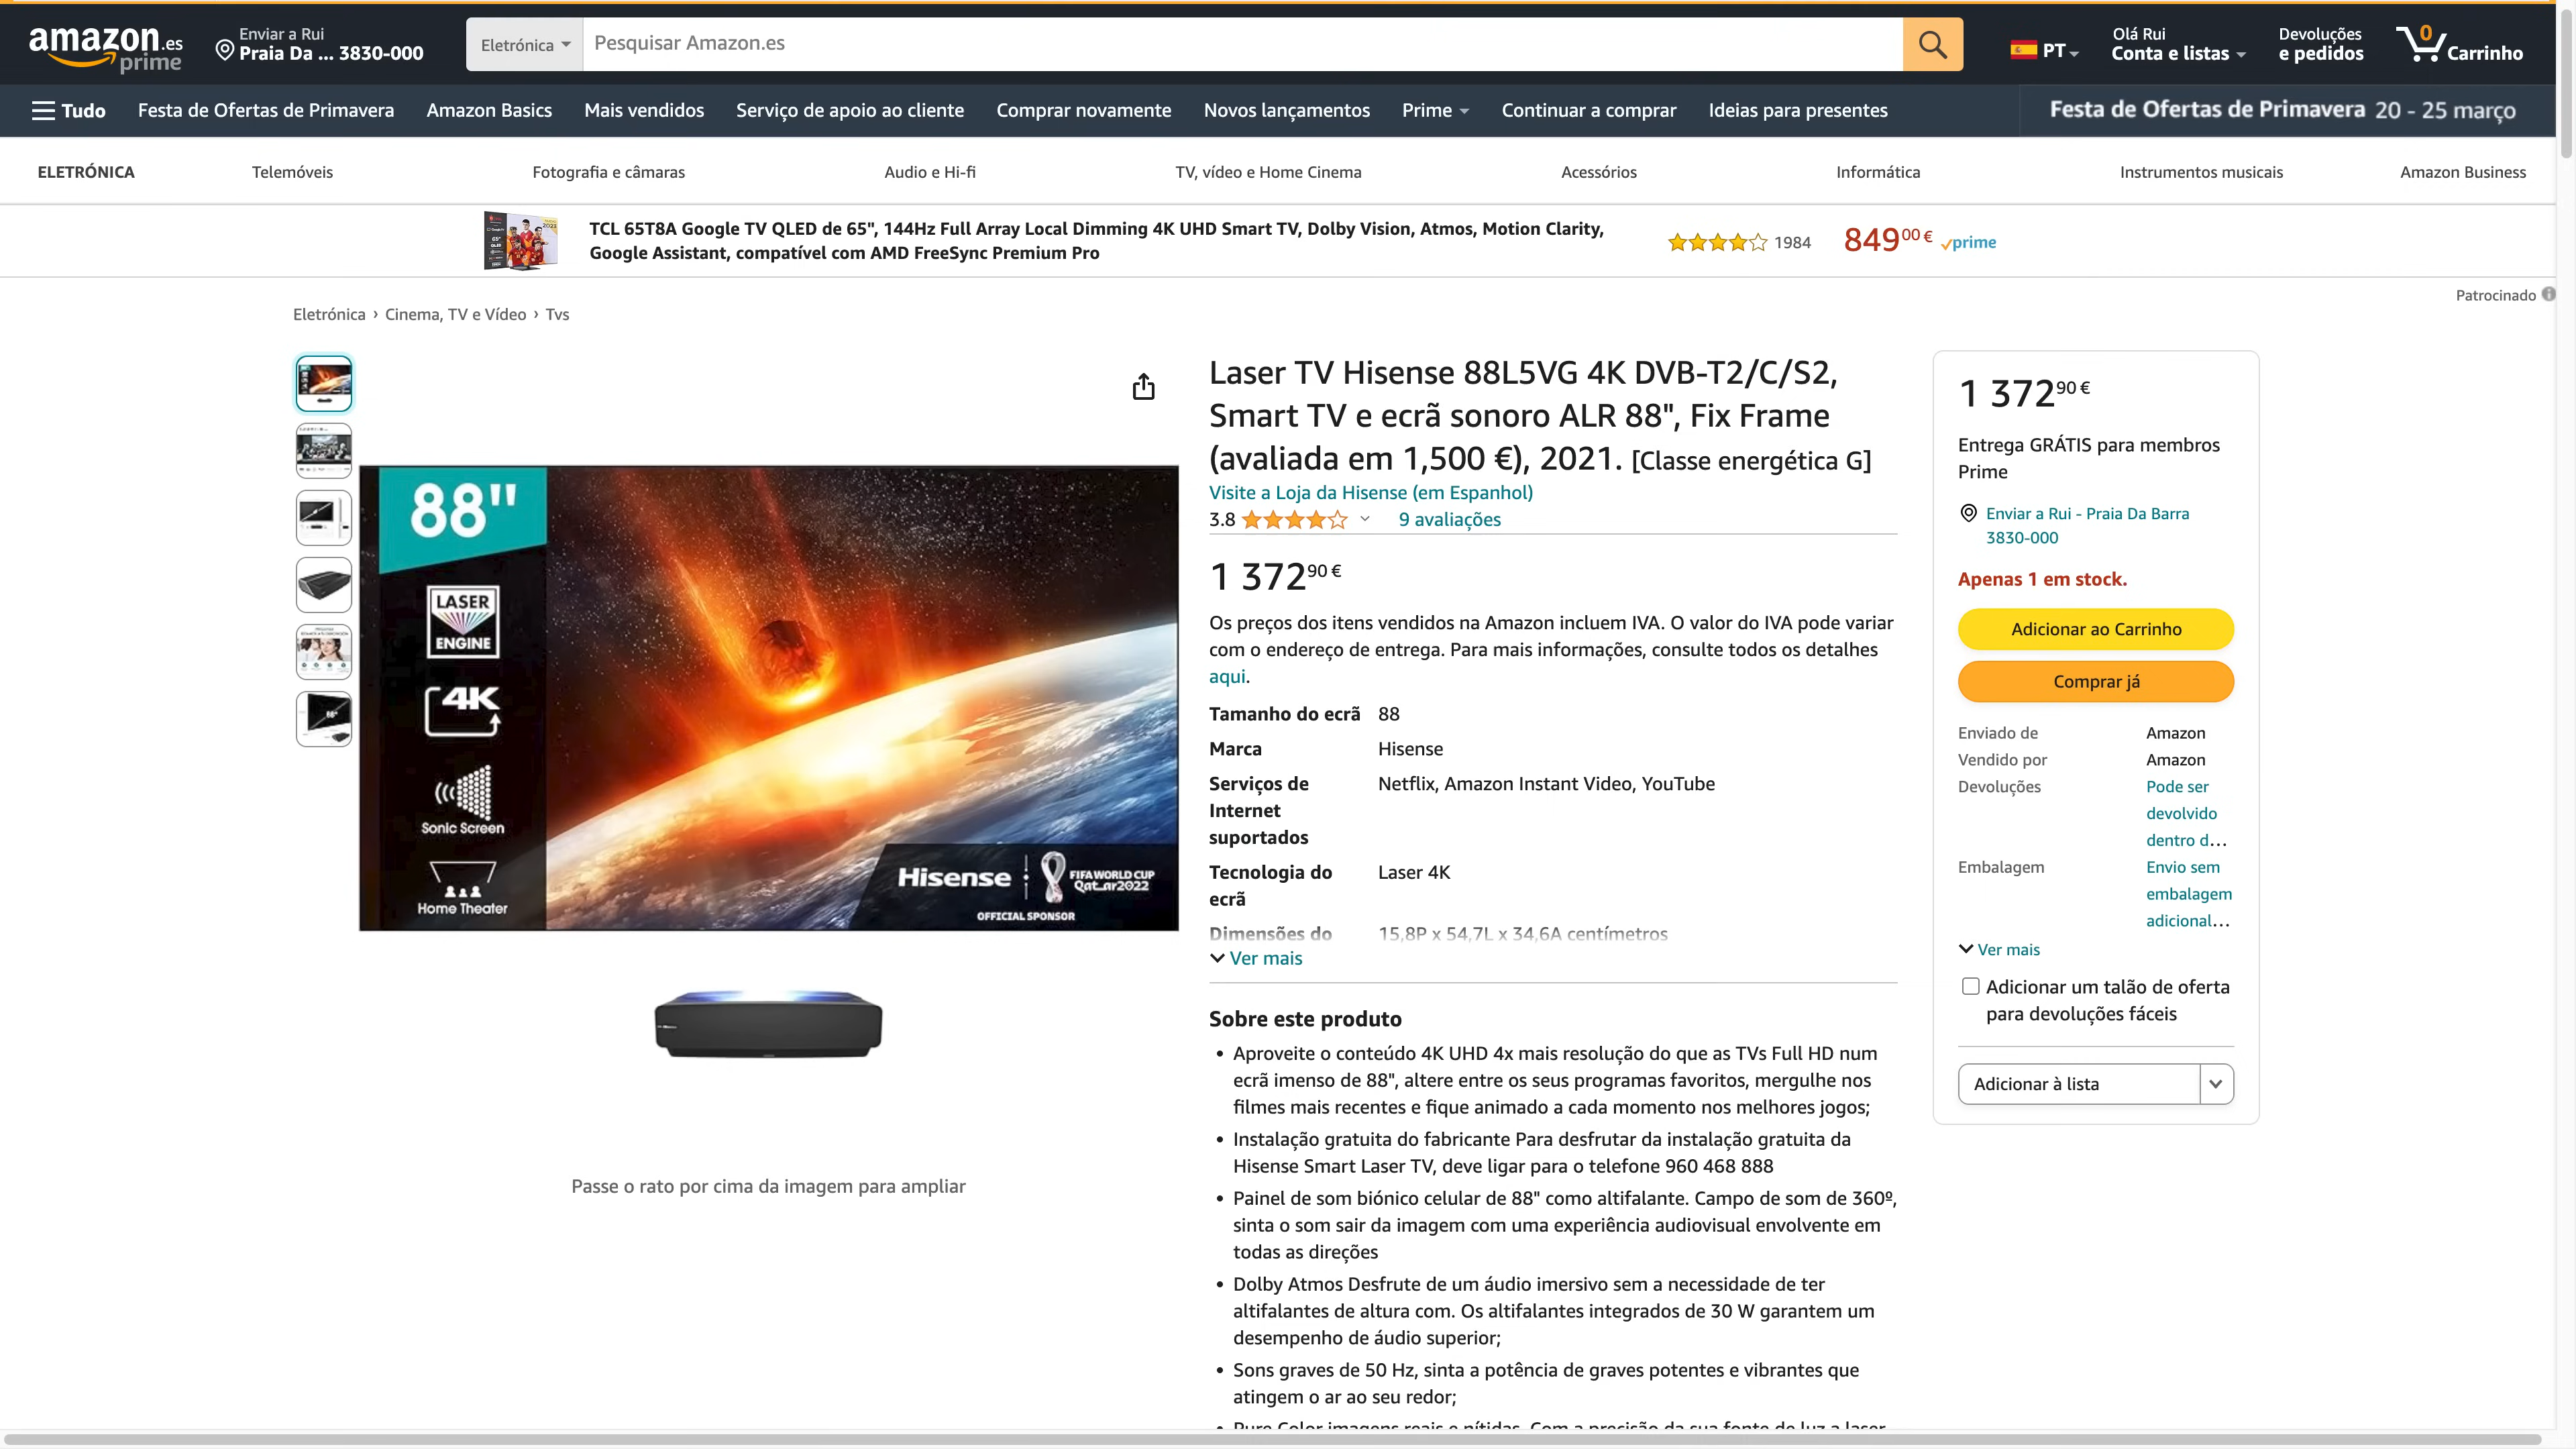 amazon.es
prime
Enviar a Rui
Praia Da ... 3830-000
Eletrónica
Pesquisar Amazon.es
PT
Olá Rui
Conta e listas
Devoluções
e pedidos
0
Carrinho
Tudo
Festa de Ofertas de Primavera
Amazon Basics
Mais vendidos
Serviço de apoio ao cliente
Comprar novamente
Novos lançamentos
Prime
Continuar a comprar
Ideias para presentes
Festa de Ofertas de Primavera 20 - 25 março
ELETRÓNICA
Telemóveis
Fotografia e câmaras
Audio e Hi-fi
TV, vídeo e Home Cinema
Acessórios
Informática
Instrumentos musicais
Amazon Business
TCL 65T8A Google TV QLED de 65", 144Hz Full Array Local Dimming 4K UHD Smart TV, Dolby Vision, Atmos, Motion Clarity,
Google Assistant, compatível com AMD FreeSync Premium Pro
1984
849 00 €
prime
Patrocinado
Eletrónica › Cinema, TV e Vídeo › Tvs
88"
LASER
ENGINE
4K
Sonic Screen
Home Theater
Hisense
FIFA WORLD CUP
Qatar2022
OFFICIAL SPONSOR
Passe o rato por cima da imagem para ampliar
Laser TV Hisense 88L5VG 4K DVB-T2/C/S2,
Smart TV e ecrã sonoro ALR 88", Fix Frame
(avaliada em 1,500 €), 2021. [Classe energética G]
Visite a Loja da Hisense (em Espanhol)
3.8
9 avaliações
1 372 90 €
Os preços dos itens vendidos na Amazon incluem IVA. O valor do IVA pode variar
com o endereço de entrega. Para mais informações, consulte todos os detalhes
aqui.
Tamanho do ecrã 88
Marca Hisense
Serviços de Netflix, Amazon Instant Video, YouTube
Internet
suportados
Tecnologia do Laser 4K
ecrã
Dimensões do 15,8P x 54,7L x 34,6A centímetros
Ver mais
Sobre este produto
• Aproveite o conteúdo 4K UHD 4x mais resolução do que as TVs Full HD num
ecrã imenso de 88", altere entre os seus programas favoritos, mergulhe nos
filmes mais recentes e fique animado a cada momento nos melhores jogos;
• Instalação gratuita do fabricante Para desfrutar da instalação gratuita da
Hisense Smart Laser TV, deve ligar para o telefone 960 468 888
• Painel de som biónico celular de 88" como altifalante. Campo de som de 360º,
sinta o som sair da imagem com uma experiência audiovisual envolvente em
todas as direções
• Dolby Atmos Desfrute de um áudio imersivo sem a necessidade de ter
altifalantes de altura com. Os altifalantes integrados de 30 W garantem um
desempenho de áudio superior;
• Sons graves de 50 Hz, sinta a potência de graves potentes e vibrantes que
atingem o ar ao seu redor;
• Pure Color imagens reais e nítidas. Com a precisão da sua fonte de luz a laser
1 372 90 €
Entrega GRÁTIS para membros
Prime
Enviar a Rui - Praia Da Barra
3830-000
Apenas 1 em stock.
Adicionar ao Carrinho
Comprar já
Enviado de Amazon
Vendido por Amazon
Devoluções Pode ser
devolvido
dentro d...
Embalagem Envio sem
embalagem
adicional...
Ver mais
Adicionar um talão de oferta
para devoluções fáceis
Adicionar à lista